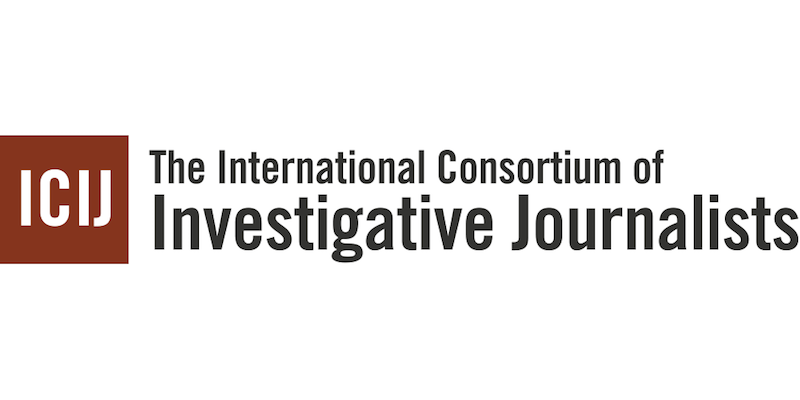 ICIJ
The International Consortium of
Investigative Journalists